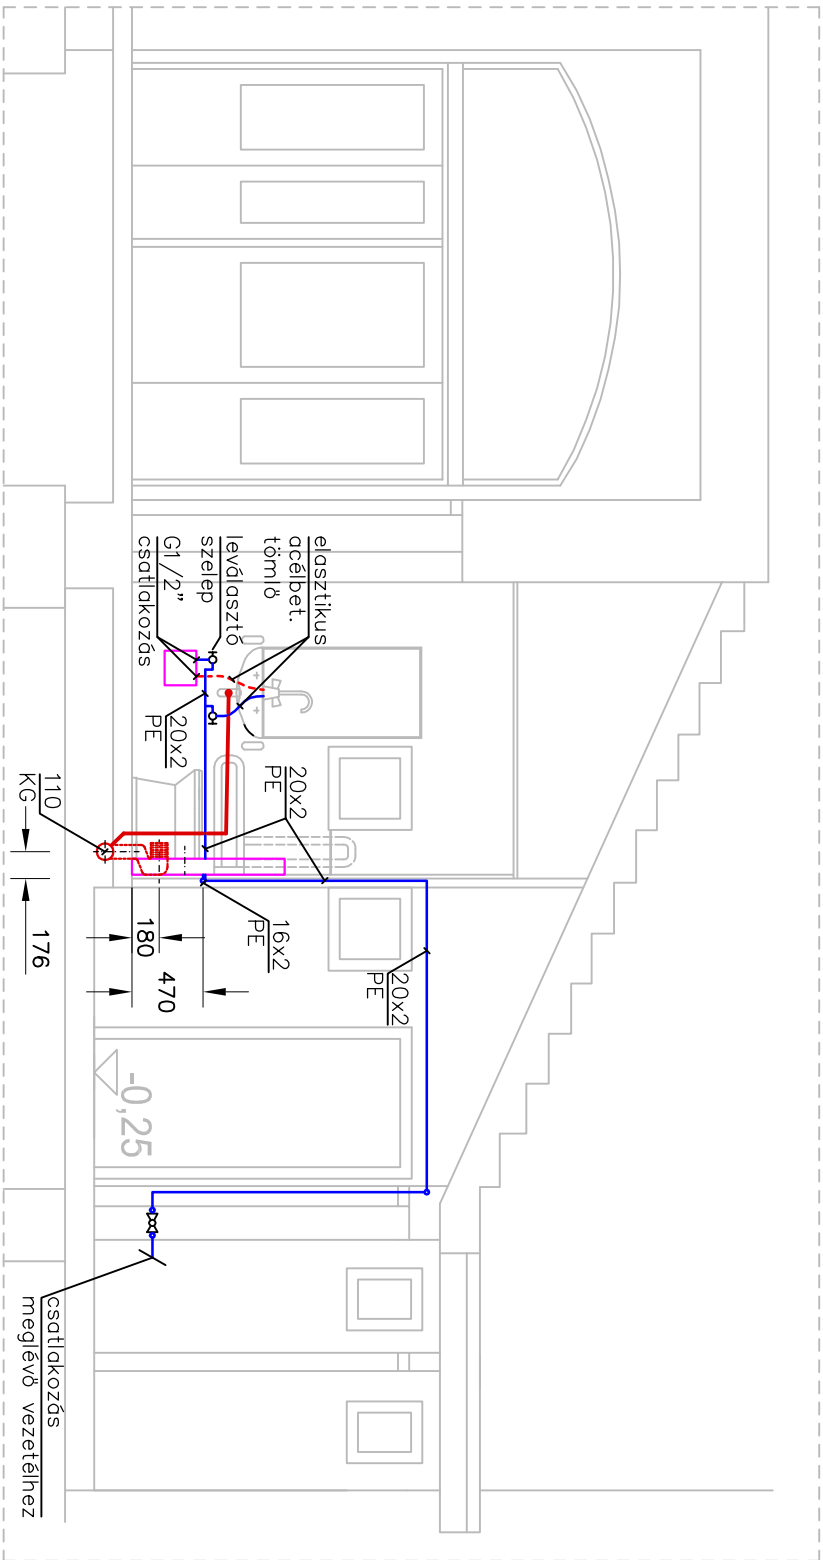 elasztikus
acélbet.
tömlő
leválasztó
szelep
G1/2"
csatlakozás
20x2
PE
20x2
PE
110
KG
16x2
PE
20x2
PE
176
180
470
-0,25
csatlakozás
meglévő vezetélhez